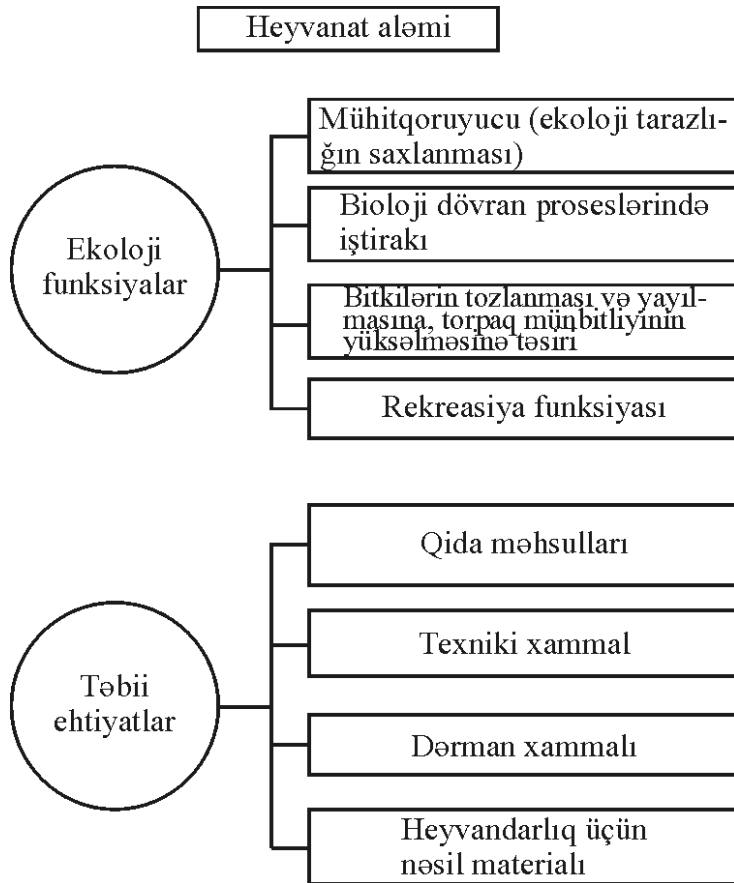 Heyvanat aləmi
Ekoloji
funksiyalar
Mühitqoruyucu (ekoloji tarazlı-
ğın saxlanması)
Bioloji dövran proseslərində
iştirakı
Bitkilərin tozlanması və yayıl-
masına, torpaq münbitliyinin
yüksəlməsinə təsiri
Rekreasiya funksiyası
Təbii
ehtiyatlar
Qida məhsulları
Texniki xammal
Dərman xammalı
Heyvandarlıq üçün
nəsil materialı